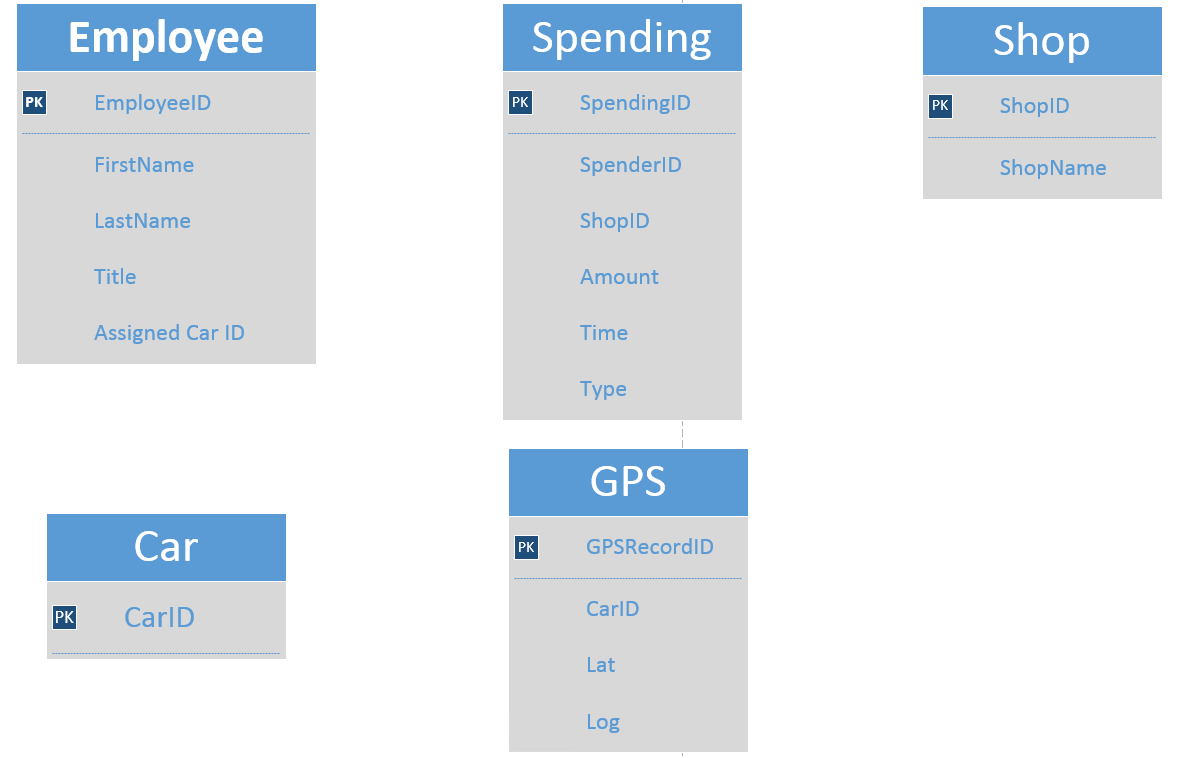 Employee
PK EmployeeID
FirstName
LastName
Title
Assigned Car ID
Spending
PK SpendingID
SpenderID
ShopID
Amount
Time
Type
Shop
PK ShopID
ShopName
Car
PK CarID
GPS
PK GPSRecordID
CarID
Lat
Log